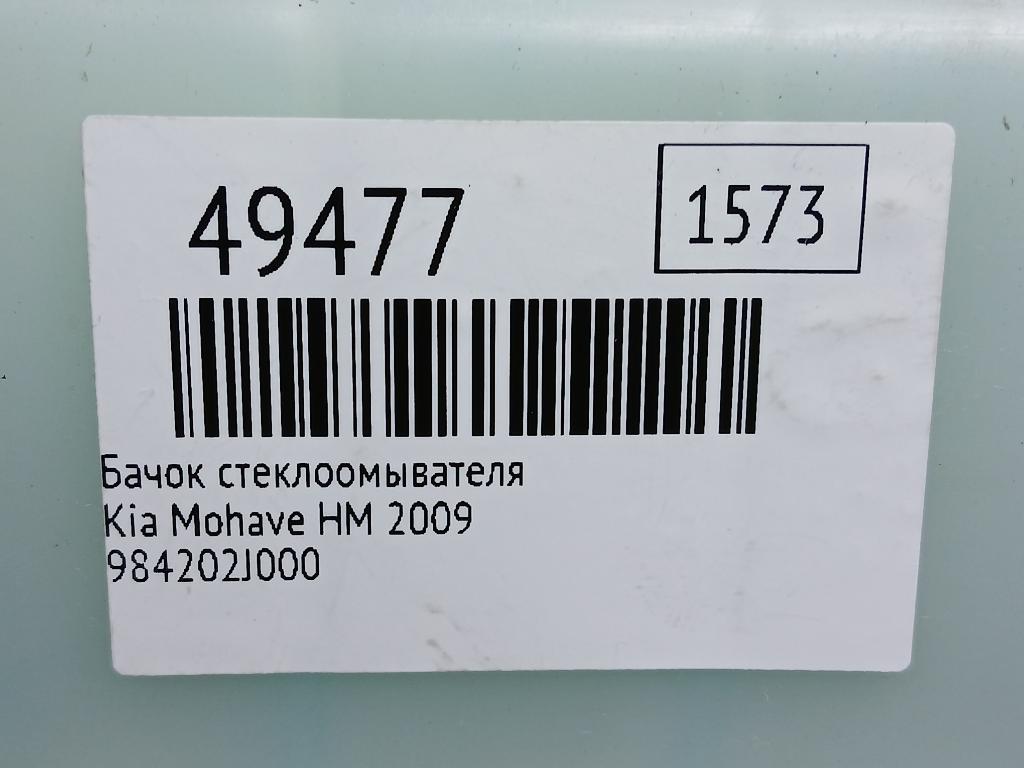 49477
1573
Бачок стеклоомывателя
Kia Mohave HM 2009
984202J000